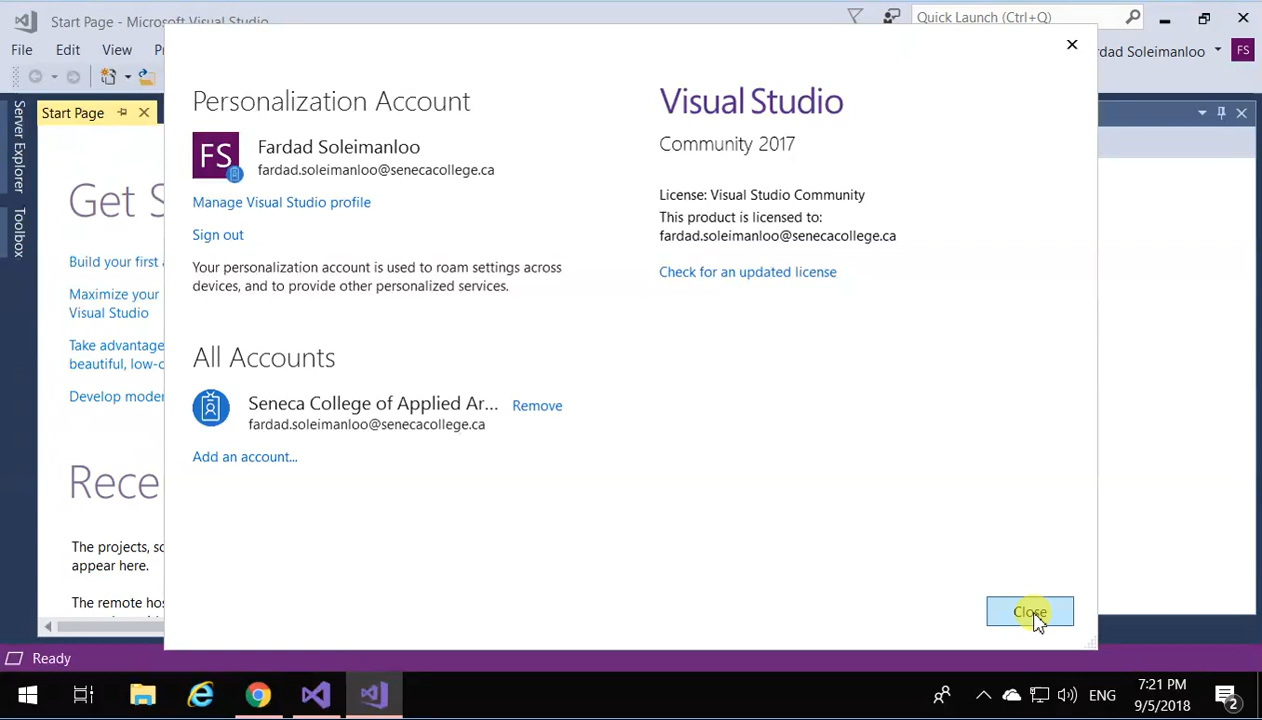 Start Page - Microsoft Visual Studio
Quick Launch (Ctrl+Q)
File Edit View
dad Soleimanloo FS
Server Explorer
Toolbox
Start Page
Get S
Build your first
Maximize your
Visual Studio
Take advantage
beautiful, low-c
Develop moder
Rece
The projects, so
appear here.
Personalization Account
FS
Fardad Soleimanloo
fardad.soleimanloo@senecacollege.ca
Manage Visual Studio profile
Sign out
Your personalization account is used to roam settings across
devices, and to provide other personalized services.
All Accounts
Seneca College of Applied Ar...
Remove
fardad.soleimanloo@senecacollege.ca
Add an account...
Visual Studio
Community 2017
License: Visual Studio Community
This product is licensed to:
fardad.soleimanloo@senecacollege.ca
Check for an updated license
Close
The remote hos
Ready
ENG
7:21 PM
9/5/2018
2